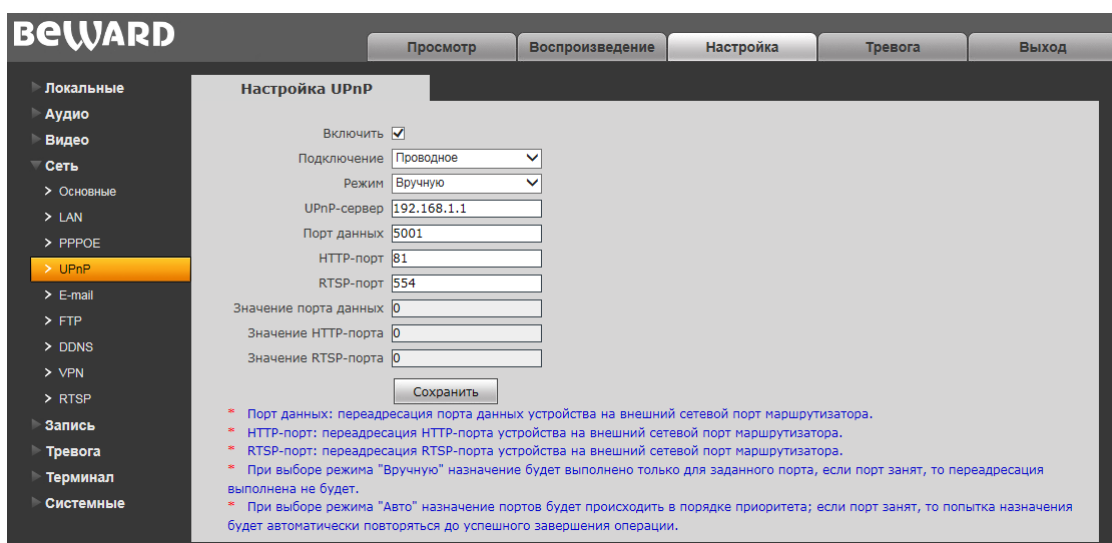 BEWARD
Просмотр
Воспроизведение
Настройка
Тревога
Выход
Локальные
Аудио
Видео
Сеть
Основные
LAN
PPPOE
UPnP
E-mail
FTP
DDNS
VPN
RTSP
Запись
Тревога
Терминал
Системные
Настройка UPnP
Включить
Подключение Проводное
Режим Вручную
UPnP-сервер 192.168.1.1
Порт данных 5001
HTTP-порт 81
RTSP-порт 554
Значение порта данных 0
Значение HTTP-порта 0
Значение RTSP-порта 0
Сохранить
* Порт данных: переадресация порта данных устройства на внешний сетевой порт маршрутизатора.
* HTTP-порт: переадресация HTTP-порта устройства на внешний сетевой порт маршрутизатора.
* RTSP-порт: переадресация RTSP-порта устройства на внешний сетевой порт маршрутизатора.
* При выборе режима "Вручную" назначение будет выполнено только для заданного порта, если порт занят, то переадресация
выполнена не будет.
* При выборе режима "Авто" назначение портов будет происходить в порядке приоритета; если порт занят, то попытка назначения
будет автоматически повторяться до успешного завершения операции.